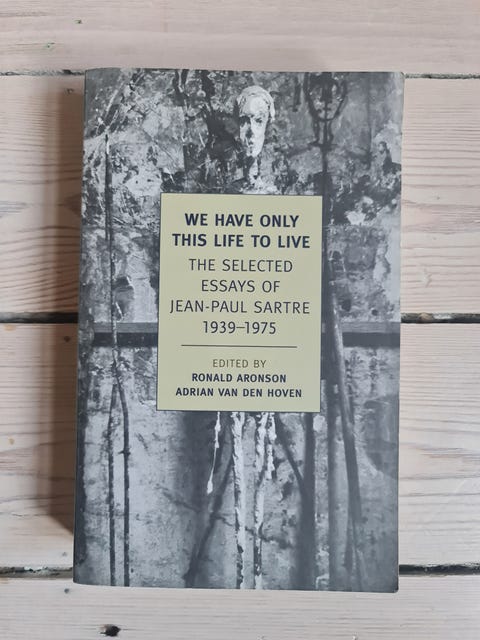 WE HAVE ONLY
THIS LIFE TO LIVE
THE SELECTED
ESSAYS OF
JEAN-PAUL SARTRE
1939–1975
EDITED BY
RONALD ARONSON
ADRIAN VAN DEN HOVEN